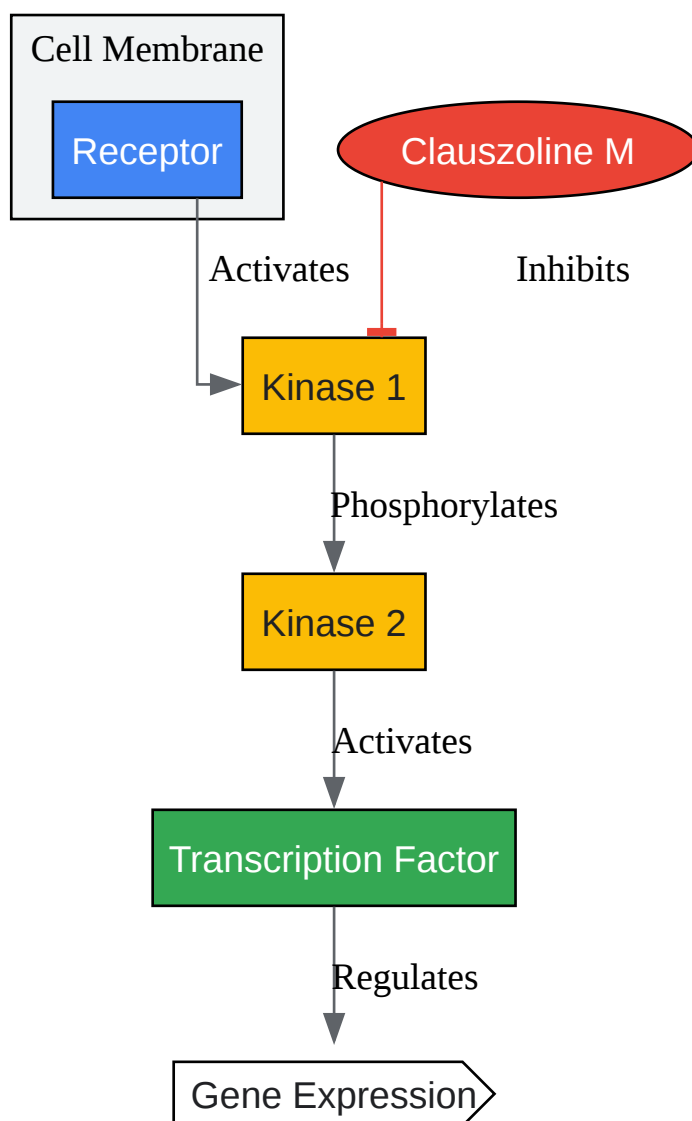 Cell Membrane
Receptor
Clauszoline M
Activates
Inhibits
Kinase 1
Phosphorylates
Kinase 2
Activates
Transcription Factor
Regulates
Gene Expression